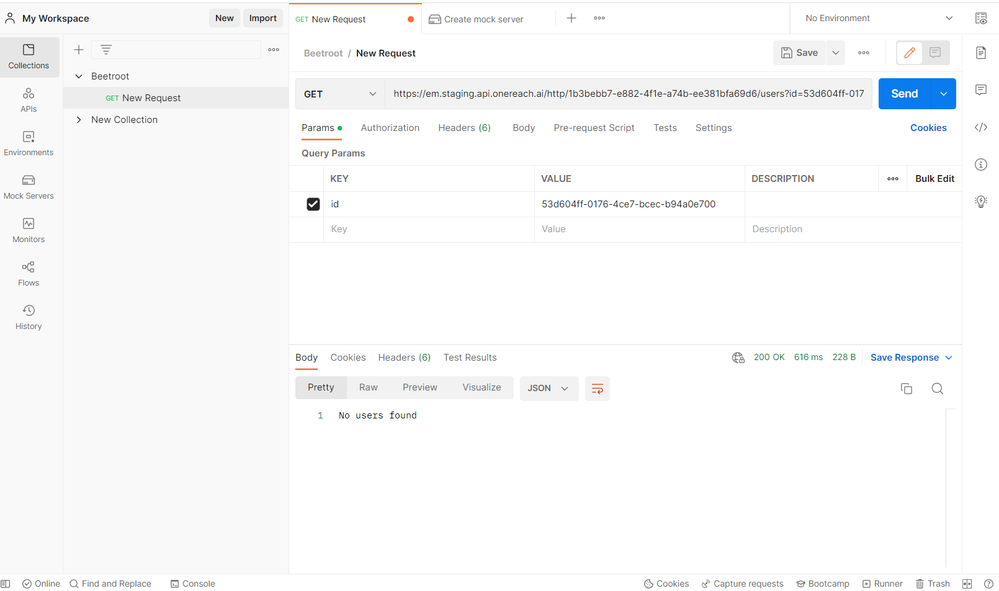 My Workspace
New
Import
GET New Request
Create mock server
No Environment
Collections
APIs
Environments
Mock Servers
Monitors
Flows
History
Beetroot
GET New Request
New Collection
Beetroot / New Request
Save
GET
https://em.staging.api.onereach.ai/http/1b3bebb7-e882-4f1e-a74b-ee381bfa69d6/users?id=53d604ff-017
Send
Params
Authorization
Headers (6)
Body
Pre-request Script
Tests
Settings
Cookies
Query Params
KEY
VALUE
DESCRIPTION
Bulk Edit
id
53d604ff-0176-4ce7-bcec-b94a0e700
Key
Value
Description
Body
Cookies
Headers (6)
Test Results
200 OK
616 ms
228 B
Save Response
Pretty
Raw
Preview
Visualize
JSON
1 No users found
Online
Find and Replace
Console
Cookies
Capture requests
Bootcamp
Runner
Trash